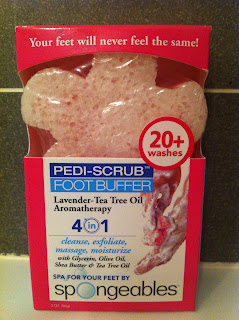 Your feet will never feel the same!
20+
washes
PEDI-SCRUB™
FOOT BUFFER
Lavender-Tea Tree Oil
Aromatherapy
4 in 1
cleanse, exfoliate,
massage, moisturize
with Glycerin, Olive Oil,
Shea Butter & Tea Tree Oil
SPA FOR YOUR FEET BY
spongeables